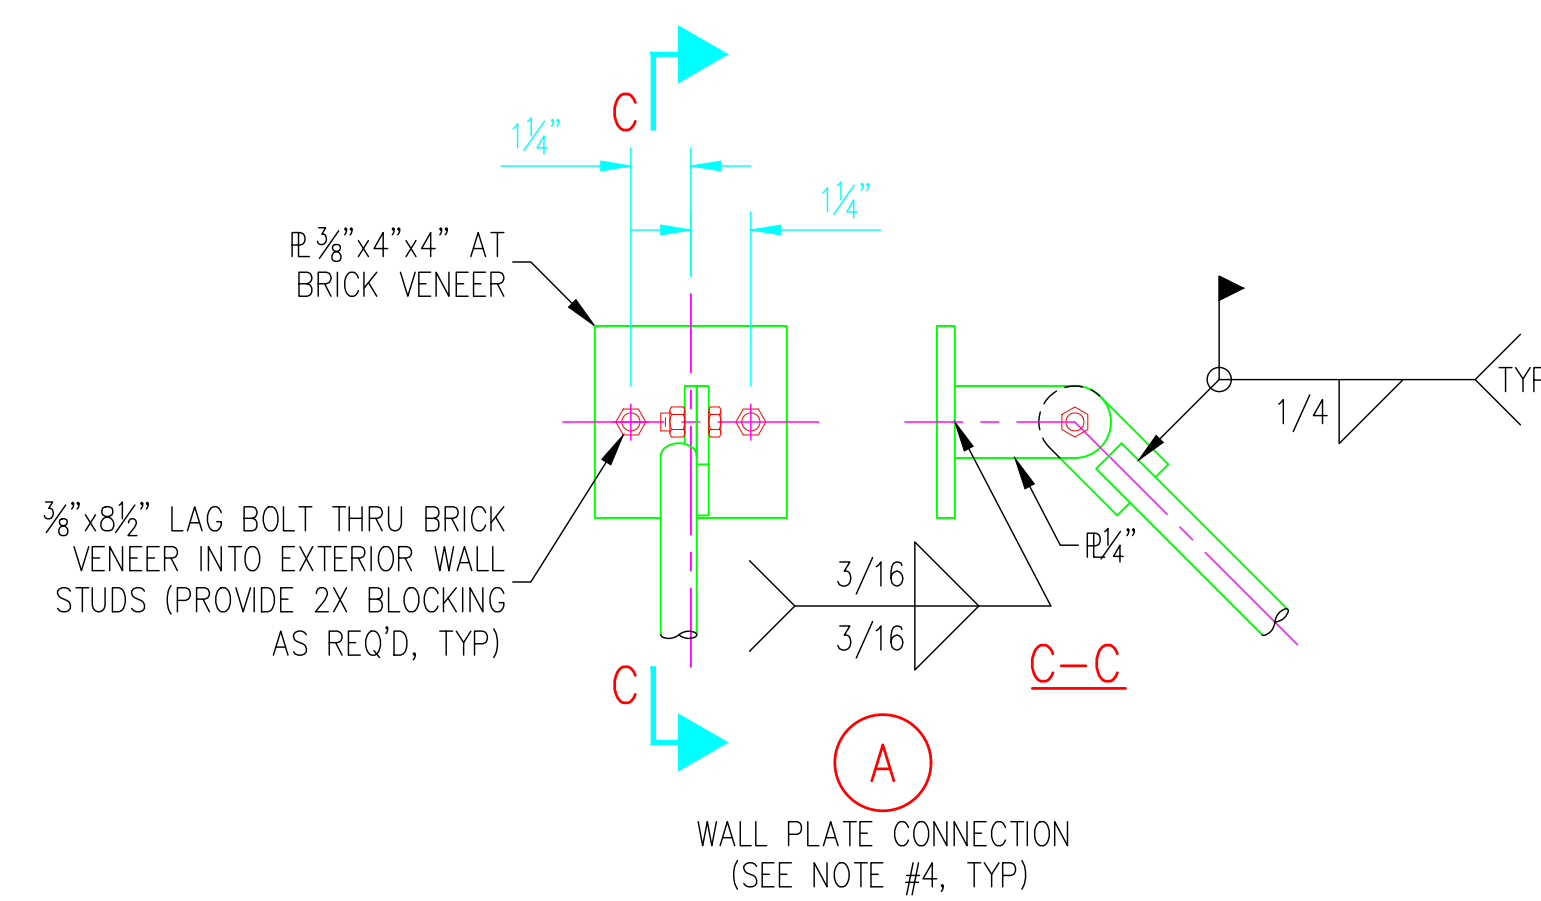 C
1¼”
1¼”
℄ ⅜”x4”x4” AT
BRICK VENEER
TYP
1/4
⅜”x8½” LAG BOLT THRU BRICK
VENEER INTO EXTERIOR WALL
STUDS (PROVIDE 2X BLOCKING
AS REQ’D, TYP)
PL¼”
3/16
3/16
C-C
C
A
WALL PLATE CONNECTION
(SEE NOTE #4, TYP)